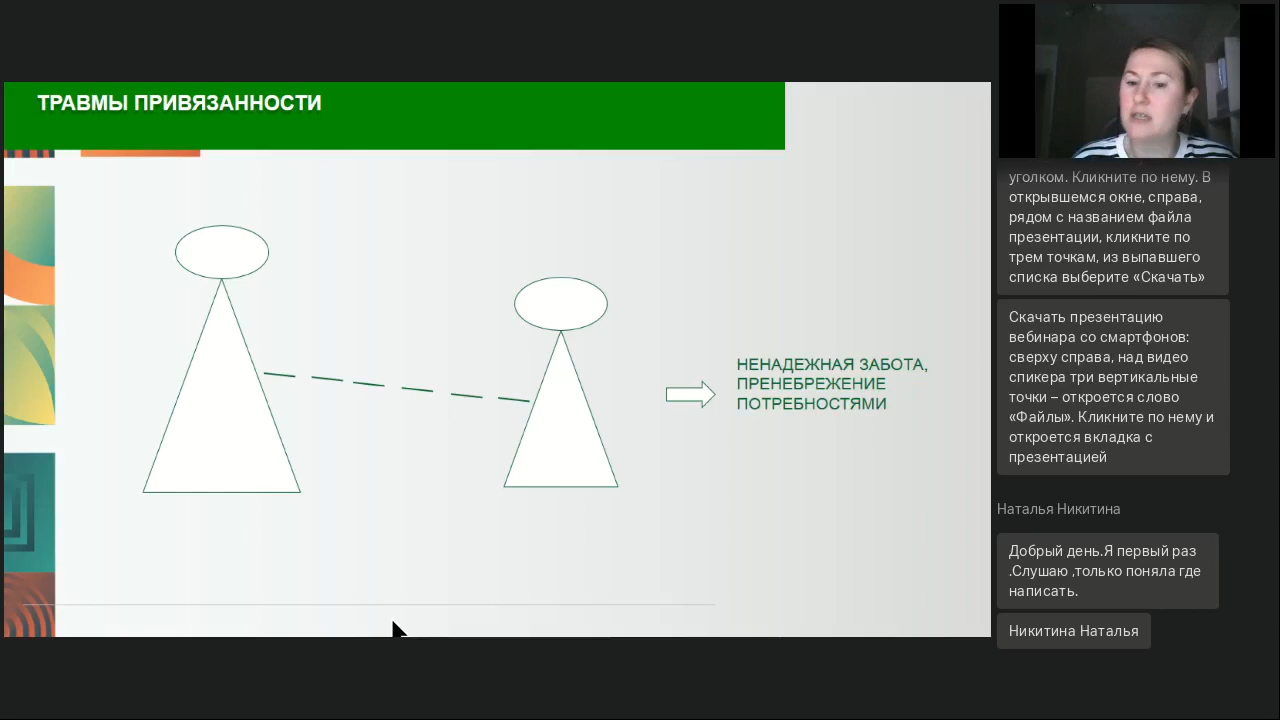 ТРАВМЫ ПРИВЯЗАННОСТИ
НЕНАДЕЖНАЯ ЗАБОТА,
ПРЕНЕБРЕЖЕНИЕ
ПОТРЕБНОСТЯМИ
уголком. Кликните по нему. В
открывшемся окне, справа,
рядом с названием файла
презентации, кликните по
трем точкам, из выпавшего
списка выберите «Скачать»
Скачать презентацию
вебинара со смартфонов:
сверху справа, над видео
спикера три вертикальные
точки – откроется слово
«Файлы». Кликните по нему и
откроется вкладка с
презентацией
Наталья Никитина
Добрый день.Я первый раз
.Слушаю ,только поняла где
написать.
Никитина Наталья